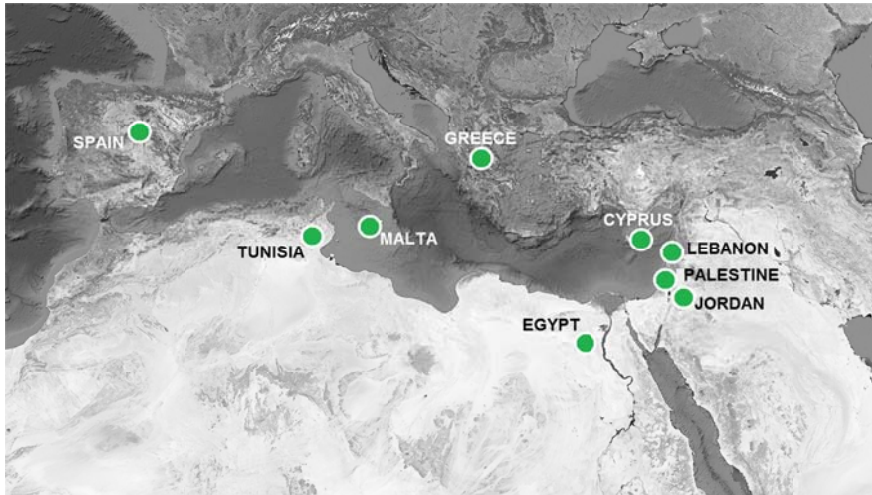 SPAIN
GREECE
CYPRUS
TUNISIA
MALTA
LEBANON
PALESTINE
JORDAN
EGYPT